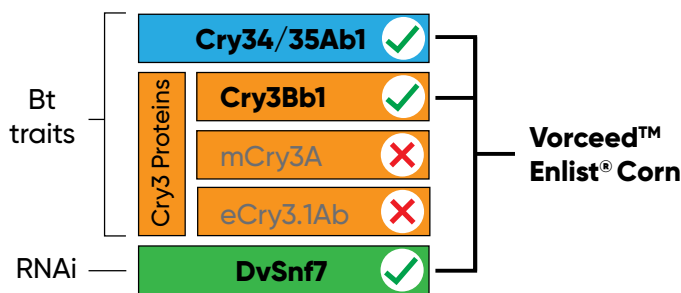 Cry34/35Ab1
Bt
traits
Cry3 Proteins
Cry3Bb1
mCry3A
eCry3.1Ab
Vorceed™
Enlist® Corn
RNAi
DvSnf7